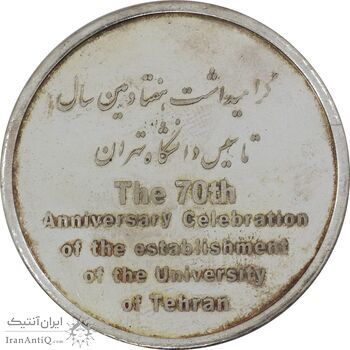 گرامیداشت هفتادمین سال
تاسیس دانشگاه تهران
The 70th
Anniversary Celebration
of the establishment
of the University
of Tehran
ایران آنتیک
IranAntiQ.com